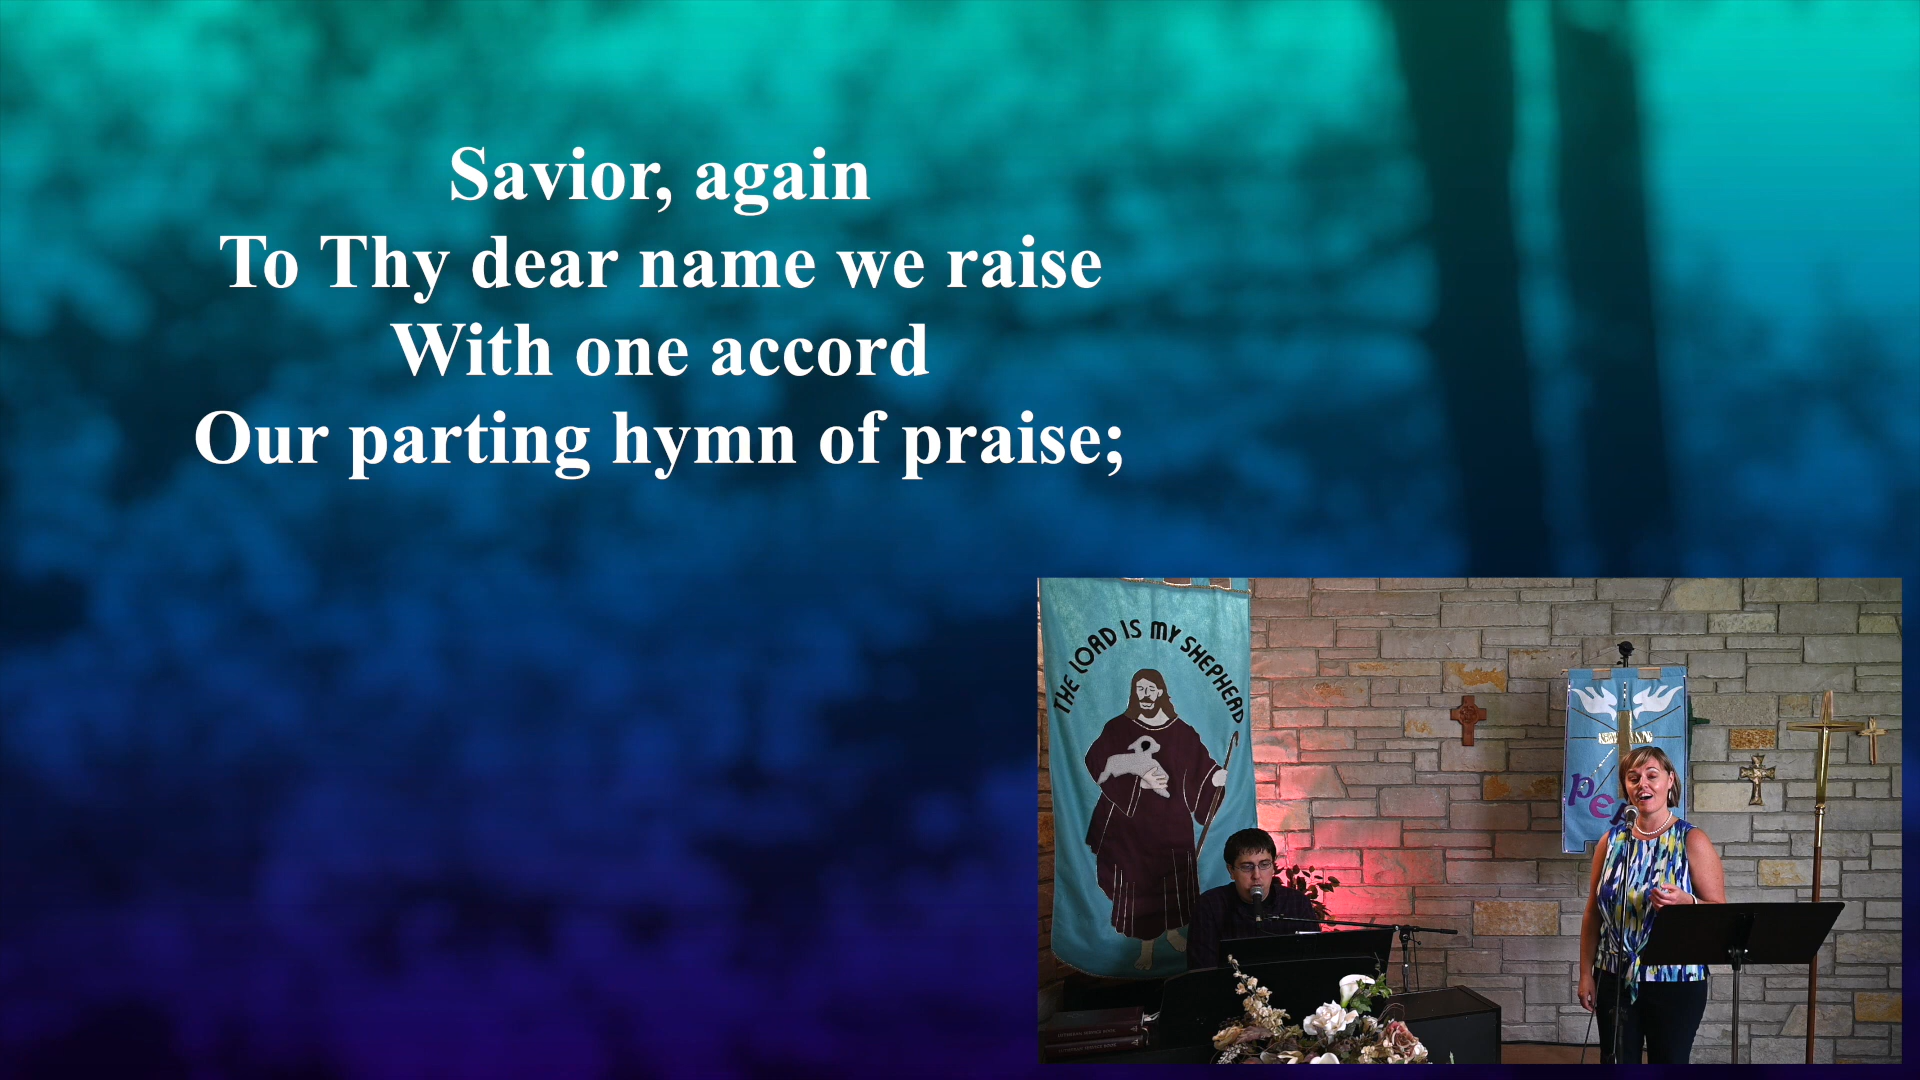 Savior, again
To Thy dear name we raise
With one accord
Our parting hymn of praise;
THE LORD IS MY SHEPHERD